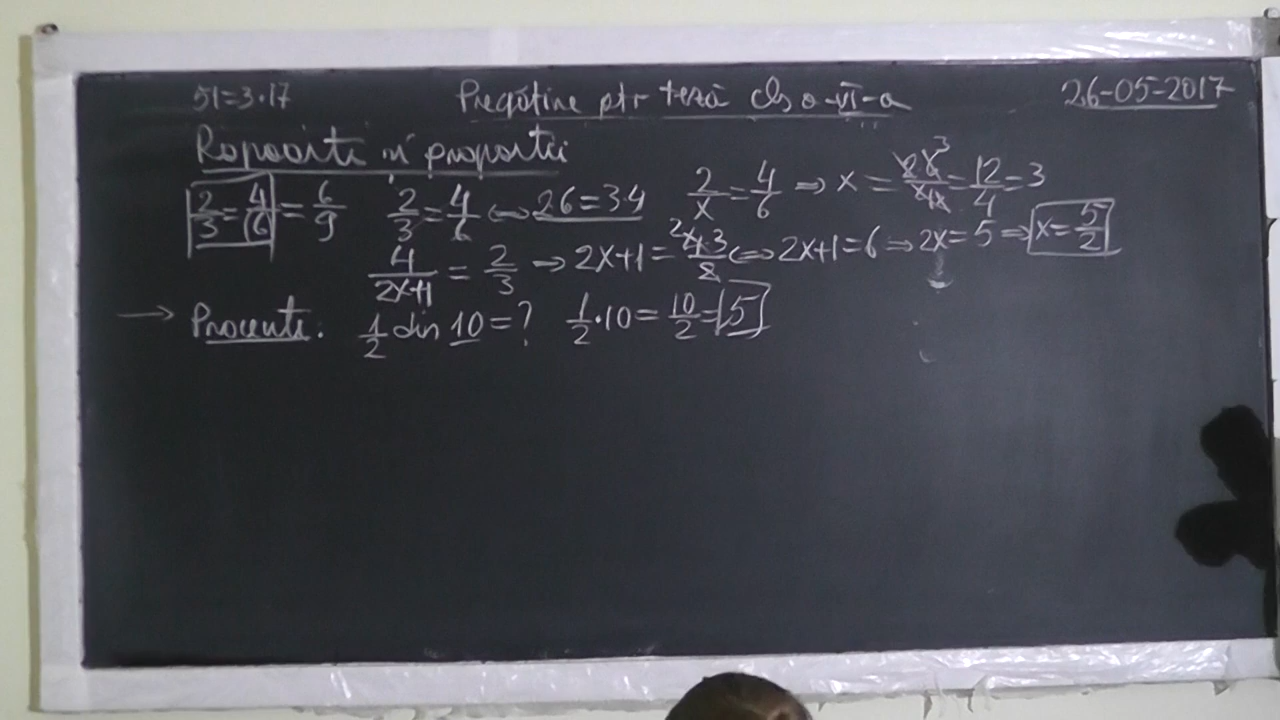 51=3·17 Pregătire ptr teză cls a-VI-a 26-05-2017
Rapoarte și proporții
2/3=4/6=6/9 2/3=4/6 ⇔ 2·6=3·4 2/x=4/6 ⇒ x= =12/4=3
4/(2x+1)=2/3 ⇒ 2x+1=4·3/2 ⇔ 2x+1=6 ⇒ 2x=5 ⇒ x=5/2
→ Procente: 1/2 din 10=? 1/2·10=10/2=5